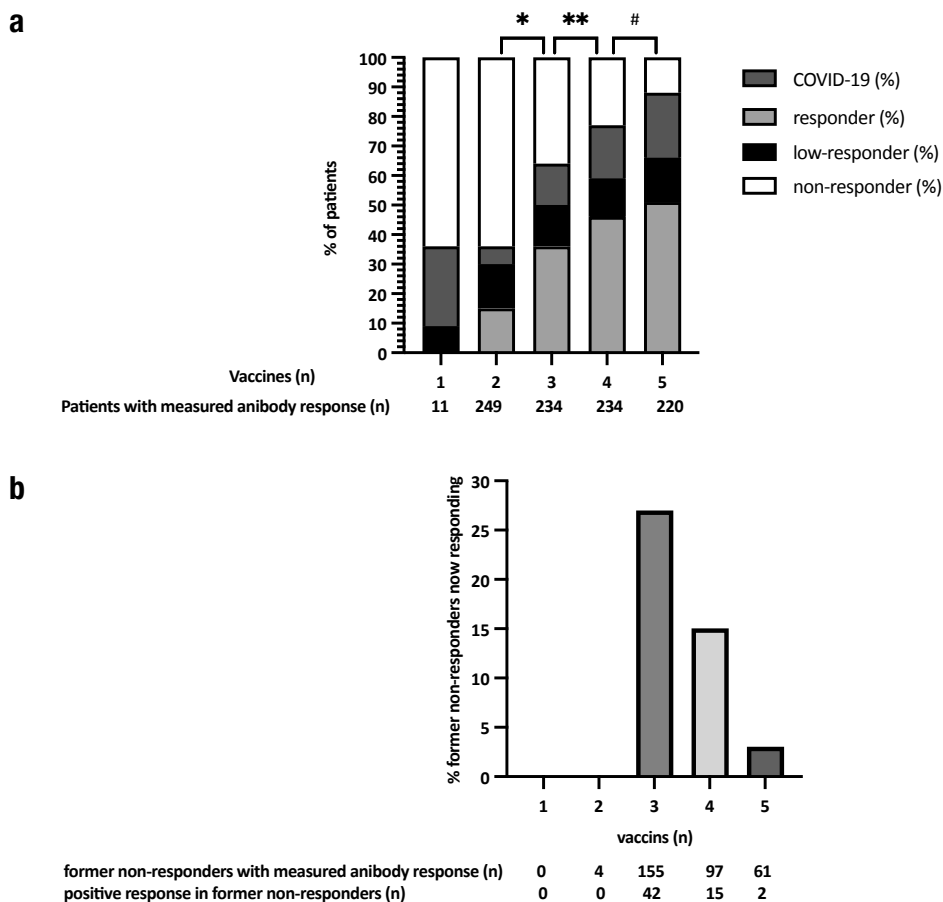 a
* ** #
100
90
80
70
60
50
40
30
20
10
0
% of patients
COVID-19 (%)
responder (%)
low-responder (%)
non-responder (%)
Vaccines (n) 1 2 3 4 5
Patients with measured anibody response (n) 11 249 234 234 220
b
30
25
20
15
10
5
0
% former non-responders now responding
1 2 3 4 5
vaccins (n)
former non-responders with measured anibody response (n) 0 4 155 97 61
positive response in former non-responders (n) 0 0 42 15 2